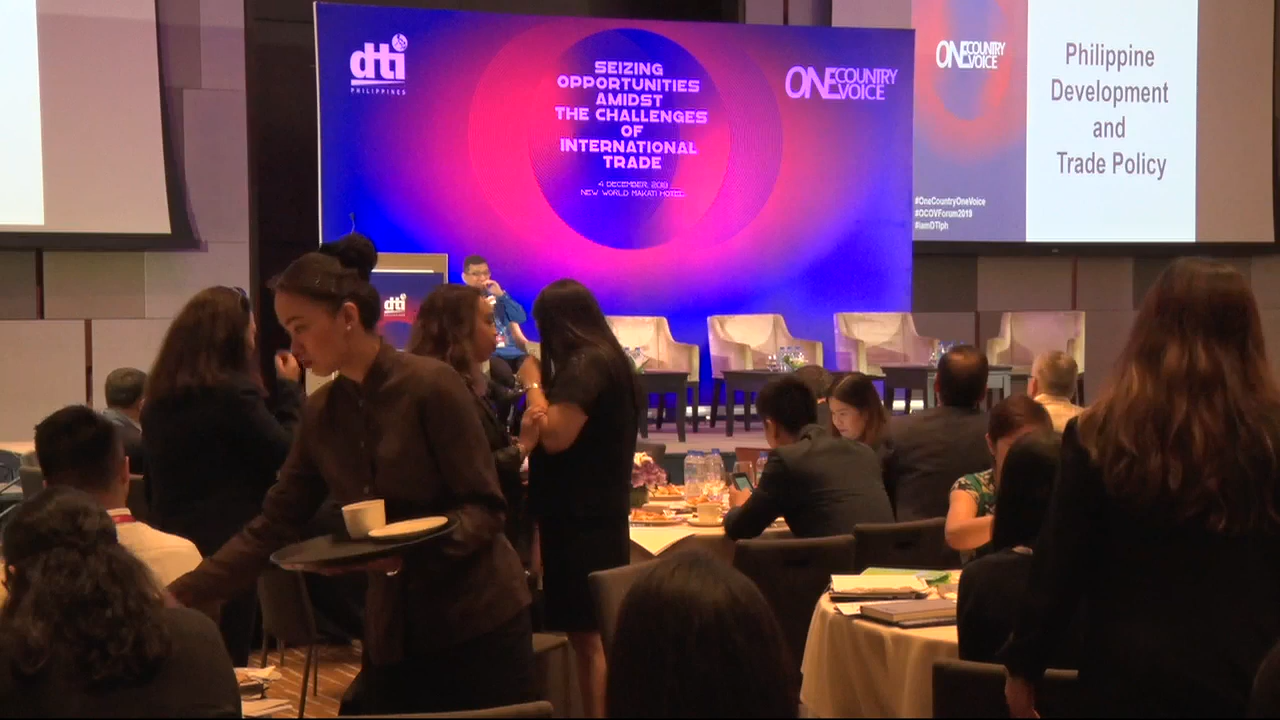 dti
PHILIPPINES
SEIZING
OPPORTUNITIES
AMIDST
THE CHALLENGES
OF
INTERNATIONAL
TRADE
4 DECEMBER, 2019
NEW WORLD MAKATI HOTEL
ONE COUNTRY
VOICE
ONE COUNTRY
VOICE
#OneCountryOneVoice
#OCOVForum2019
#iamDTIph
Philippine
Development
and
Trade Policy
dti